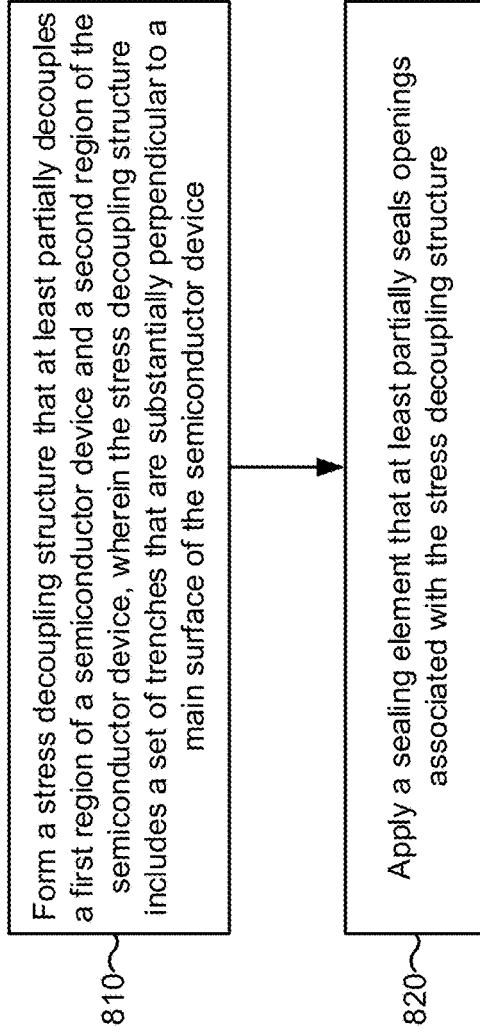 810
Form a stress decoupling structure that at least partially decouples
a first region of a semiconductor device and a second region of the
semiconductor device, wherein the stress decoupling structure
includes a set of trenches that are substantially perpendicular to a
main surface of the semiconductor device
820
Apply a sealing element that at least partially seals openings
associated with the stress decoupling structure